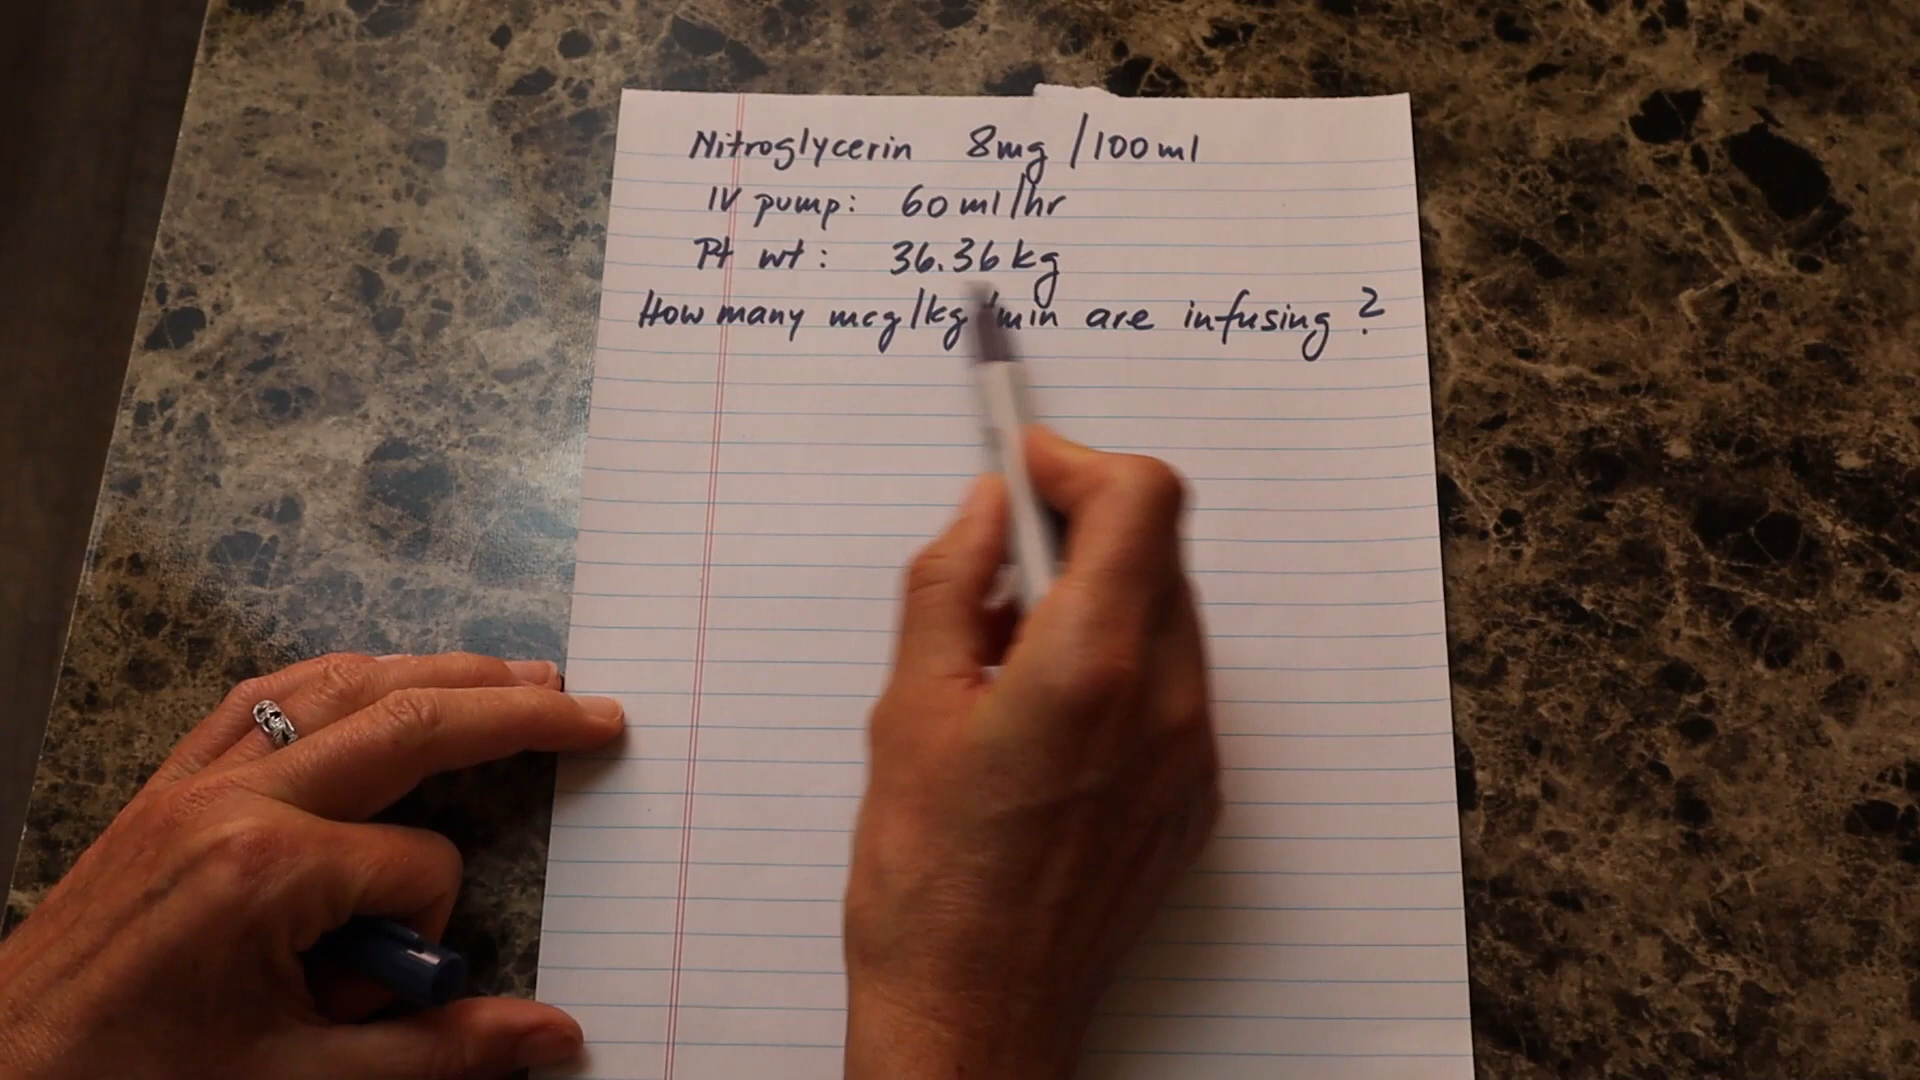 Nitroglycerin 8mg/100ml
IV pump: 60ml/hr
Pt wt: 36.36kg
How many mcg/kg/min are infusing?